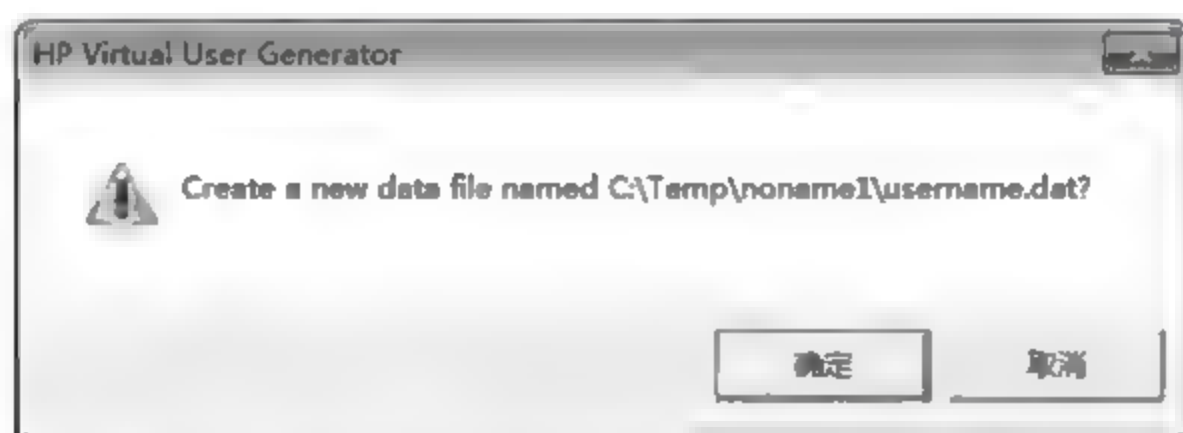 HP Virtual User Generator
Create a new data file named C:\Temp\noname1\username.dat?
确定
取消